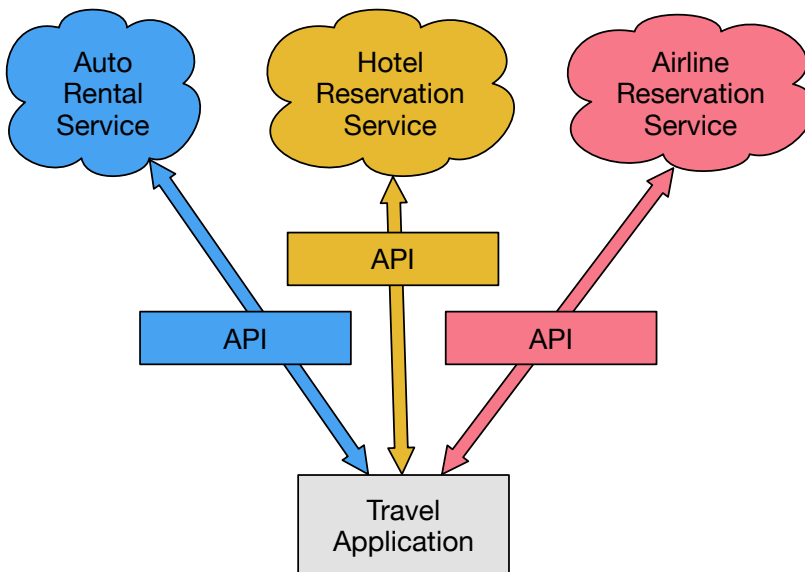 Auto
Rental
Service
Hotel
Reservation
Service
Airline
Reservation
Service
API
API
API
Travel
Application